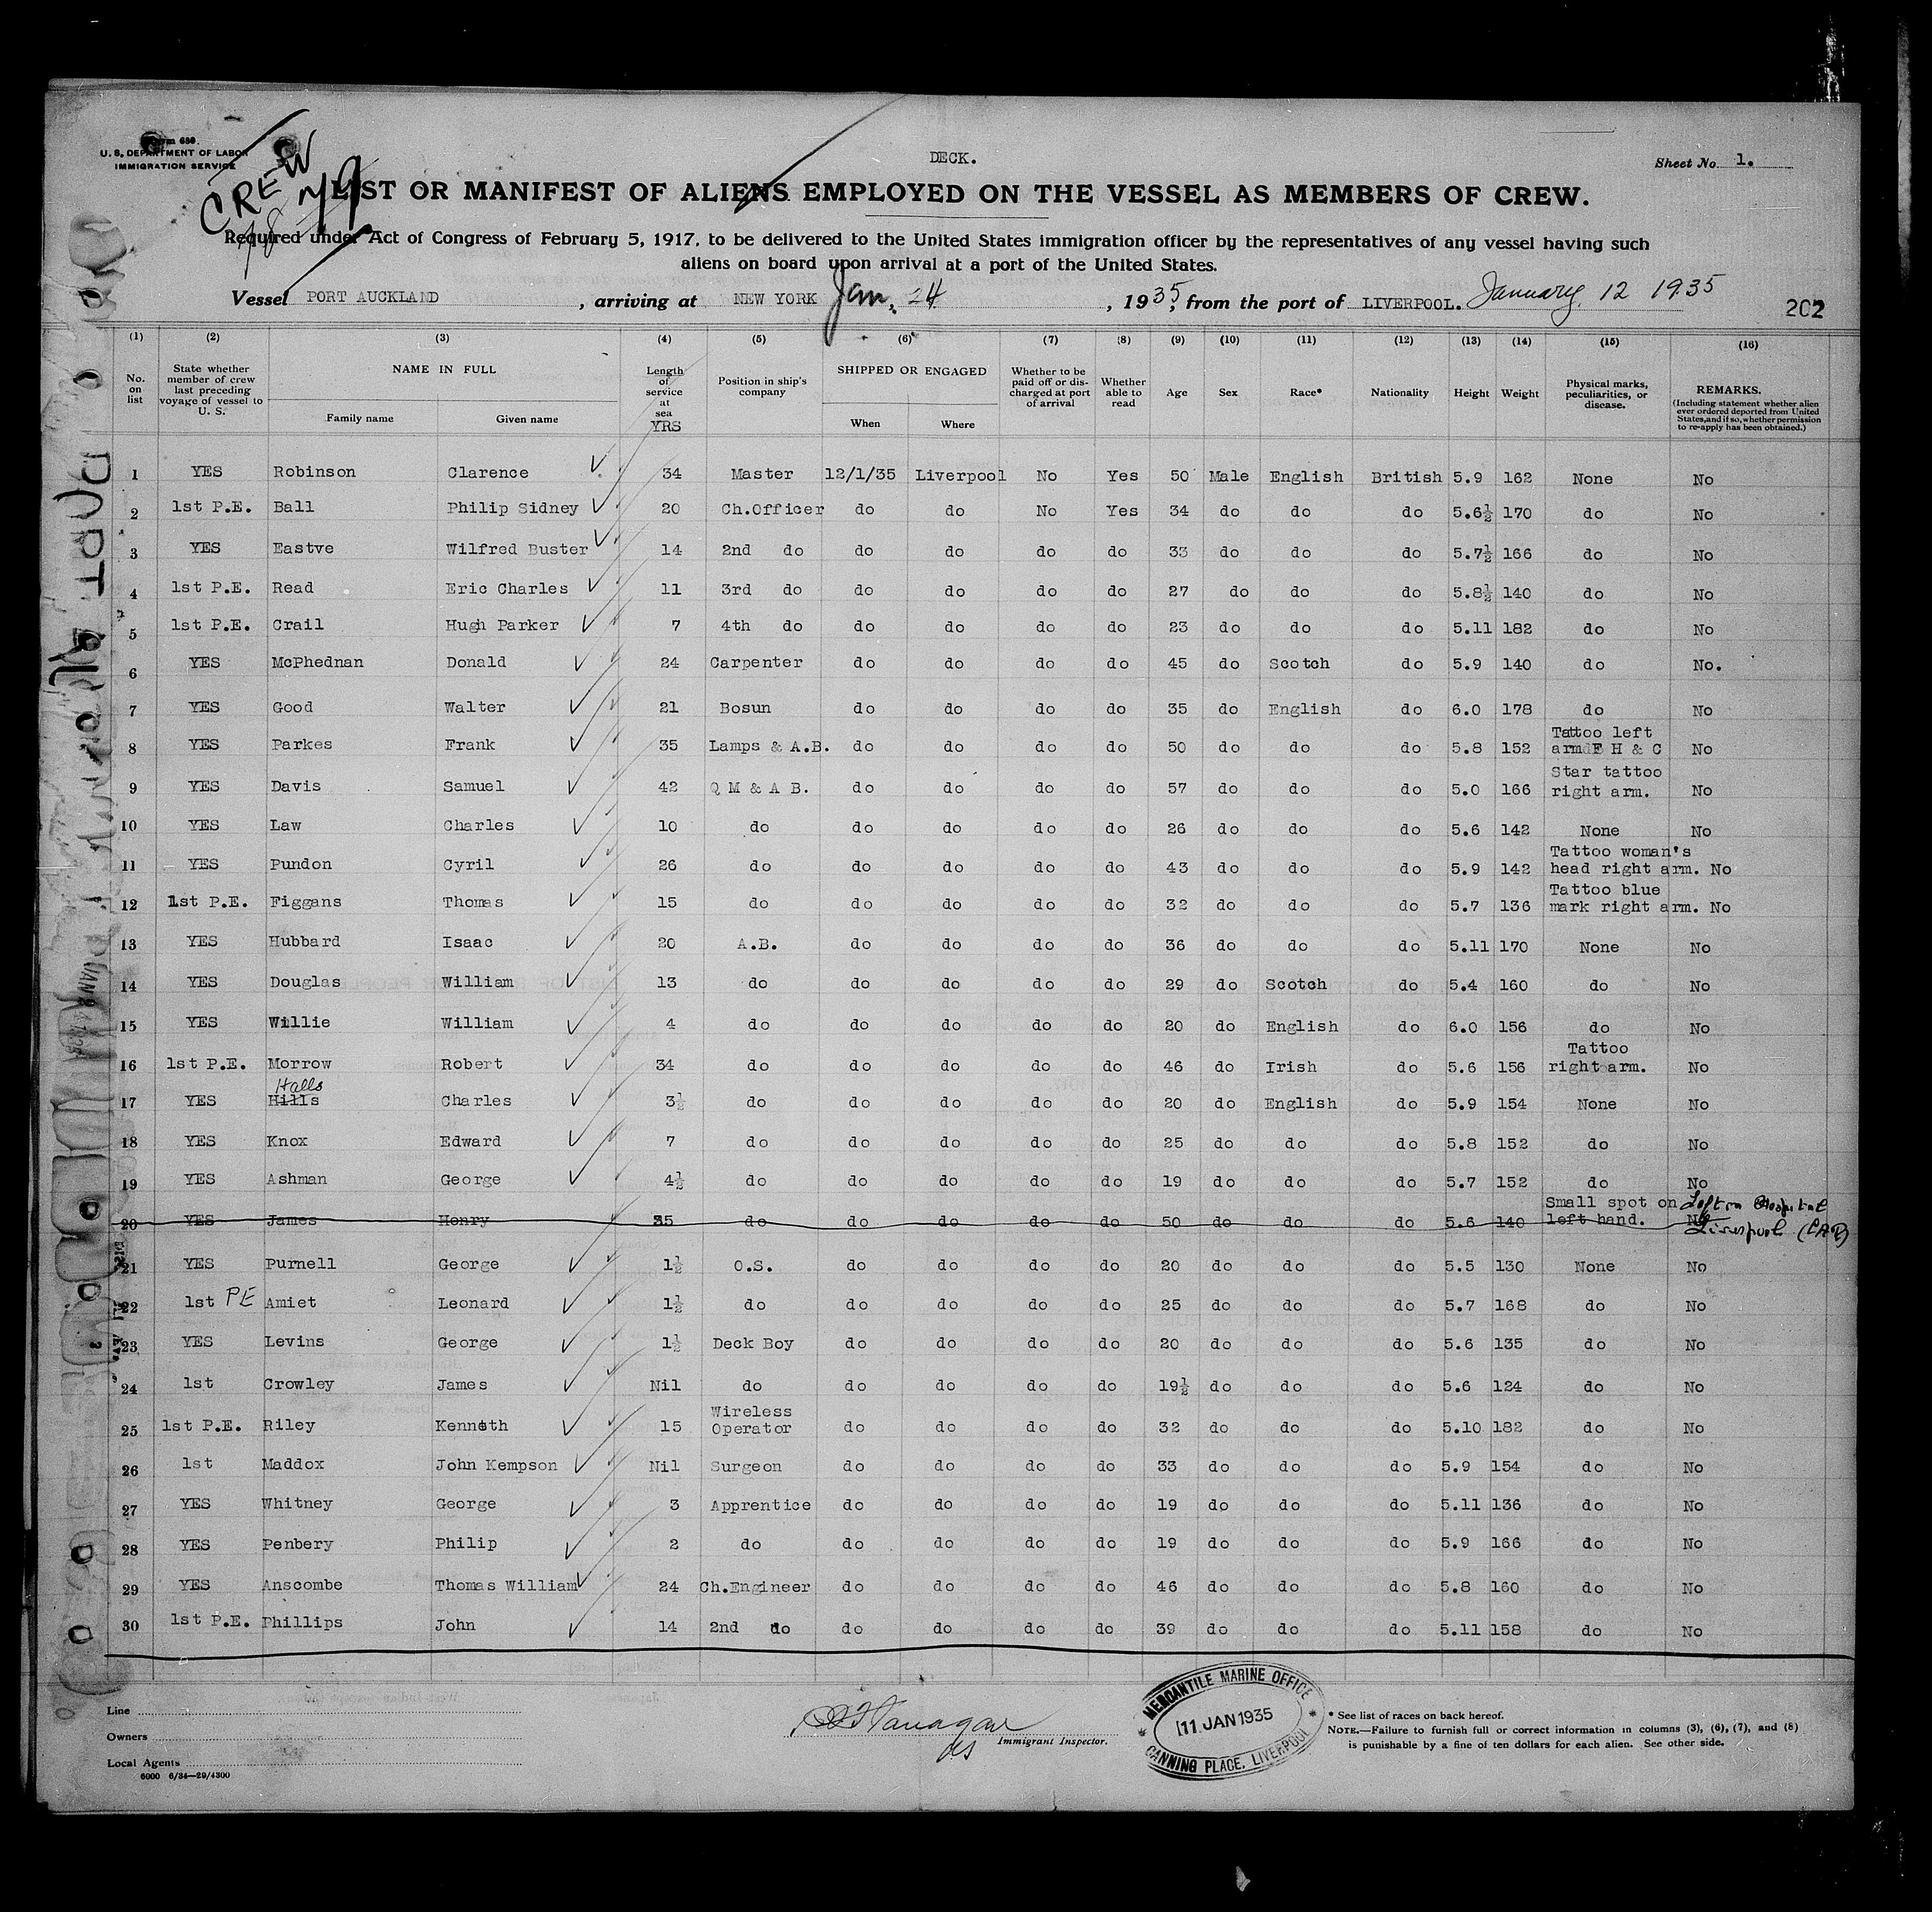 Form 686
U. S. DEPARTMENT OF LABOR
IMMIGRATION SERVICE
CREW
79
DECK.
Sheet No. 1.
LIST OR MANIFEST OF ALIENS EMPLOYED ON THE VESSEL AS MEMBERS OF CREW.
Required under Act of Congress of February 5, 1917, to be delivered to the United States immigration officer by the representatives of any vessel having such
aliens on board upon arrival at a port of the United States.
Vessel PORT AUCKLAND, arriving at NEW YORK Jan. 24, 1935, from the port of LIVERPOOL. January 12 1935
202
(1) (2) (3) (4) (5) (6) (7) (8) (9) (10) (11) (12) (13) (14) (15) (16)
No. on list | State whether member of crew last preceding voyage of vessel to U. S. | NAME IN FULL Family name Given name | Length of service at sea YRS | Position in ship's company | SHIPPED OR ENGAGED When Where | Whether to be paid off or discharged at port of arrival | Whether able to read | Age | Sex | Race* | Nationality | Height | Weight | Physical marks, peculiarities, or disease. | REMARKS. (Including statement whether alien ever ordered deported from United States, and if so, whether permission to re-apply has been obtained.)
1 YES Robinson Clarence 34 Master 12/1/35 Liverpool No Yes 50 Male English British 5.9 162 None No
2 1st P.E. Ball Philip Sidney 20 Ch.Officer do do No Yes 34 do do do 5.6½ 170 do No
3 YES Eastve Wilfred Buster 14 2nd do do do do do 33 do do do 5.7½ 166 do No
4 1st P.E. Read Eric Charles 11 3rd do do do do do 27 do do do 5.8½ 140 do No
5 1st P.E. Crail Hugh Parker 7 4th do do do do do 23 do do do 5.11 182 do No
6 YES McPhednan Donald 24 Carpenter do do do do 45 do Scotch do 5.9 140 do No.
7 YES Good Walter 21 Bosun do do do do 35 do English do 6.0 178 do No
8 YES Parkes Frank 35 Lamps & A.B. do do do do 50 do do do 5.8 152 Tattoo left arm F H & C No
9 YES Davis Samuel 42 Q M & A B. do do do do 57 do do do 5.0 166 Star tattoo right arm. No
10 YES Law Charles 10 do do do do do 26 do do do 5.6 142 None No
11 YES Pundon Cyril 26 do do do do do 43 do do do 5.9 142 Tattoo woman's head right arm. No
12 1st P.E. Figgans Thomas 15 do do do do do 32 do do do 5.7 136 Tattoo blue mark right arm. No
13 YES Hubbard Isaac 20 A.B. do do do do 36 do do do 5.11 170 None No
14 YES Douglas William 13 do do do do do 29 do Scotch do 5.4 160 do No
15 YES Willie William 4 do do do do do 20 do English do 6.0 156 do No
16 1st P.E. Morrow Robert 34 do do do do do 46 do Irish do 5.6 156 Tattoo right arm. No
17 YES Hills Halls Charles 3½ do do do do do 20 do English do 5.9 154 None No
18 YES Knox Edward 7 do do do do do 25 do do do 5.8 152 do No
19 YES Ashman George 4½ do do do do do 19 do do do 5.7 152 do No
20 YES James Henry 35 do do do do do 50 do do do 5.6 140 Small spot on left hand. No Left in Hospital Liverpool
21 YES Purnell George 1½ O.S. do do do do 20 do do do 5.5 130 None No
22 1st PE Amiet Leonard 1½ do do do do do 25 do do do 5.7 168 do No
23 YES Levins George 1½ Deck Boy do do do do 20 do do do 5.6 135 do No
24 1st Crowley James Nil do do do do do 19½ do do do 5.6 124 do No
25 1st P.E. Riley Kenneth 15 Wireless Operator do do do do 32 do do do 5.10 182 do No
26 1st Maddox John Kempson Nil Surgeon do do do do 33 do do do 5.9 154 do No
27 YES Whitney George 3 Apprentice do do do do 19 do do do 5.11 136 do No
28 YES Penbery Philip 2 do do do do do 19 do do do 5.9 166 do No
29 YES Anscombe Thomas William 24 Ch.Engineer do do do do 46 do do do 5.8 160 do No
30 1st P.E. Phillips John 14 2nd do do do do do 39 do do do 5.11 158 do No
Line
Owners
Local Agents
6000 6/34—29/4300
Immigrant Inspector.
MERCANTILE MARINE OFFICE
11 JAN 1935
CANNING PLACE, LIVERPOOL
* See list of races on back hereof.
NOTE.—Failure to furnish full or correct information in columns (3), (6), (7), and (8)
is punishable by a fine of ten dollars for each alien. See other side.